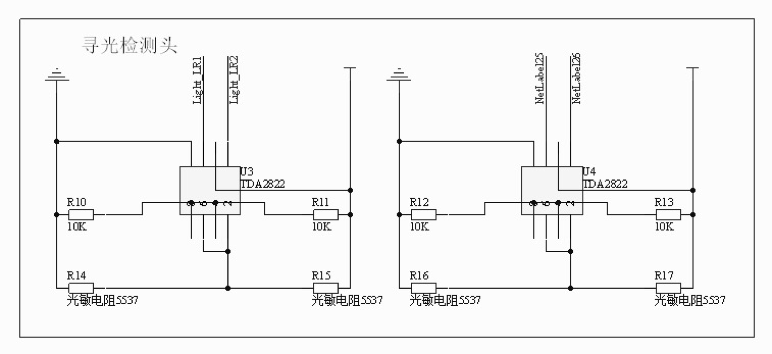 寻光检测头
Light_LR1
Light_LR2
NetLabel25
NetLabel26
U3
TDA2822
U4
TDA2822
R10
10K
R11
10K
R12
10K
R13
10K
R14
光敏电阻5537
R15
光敏电阻5537
R16
光敏电阻5537
R17
光敏电阻5537